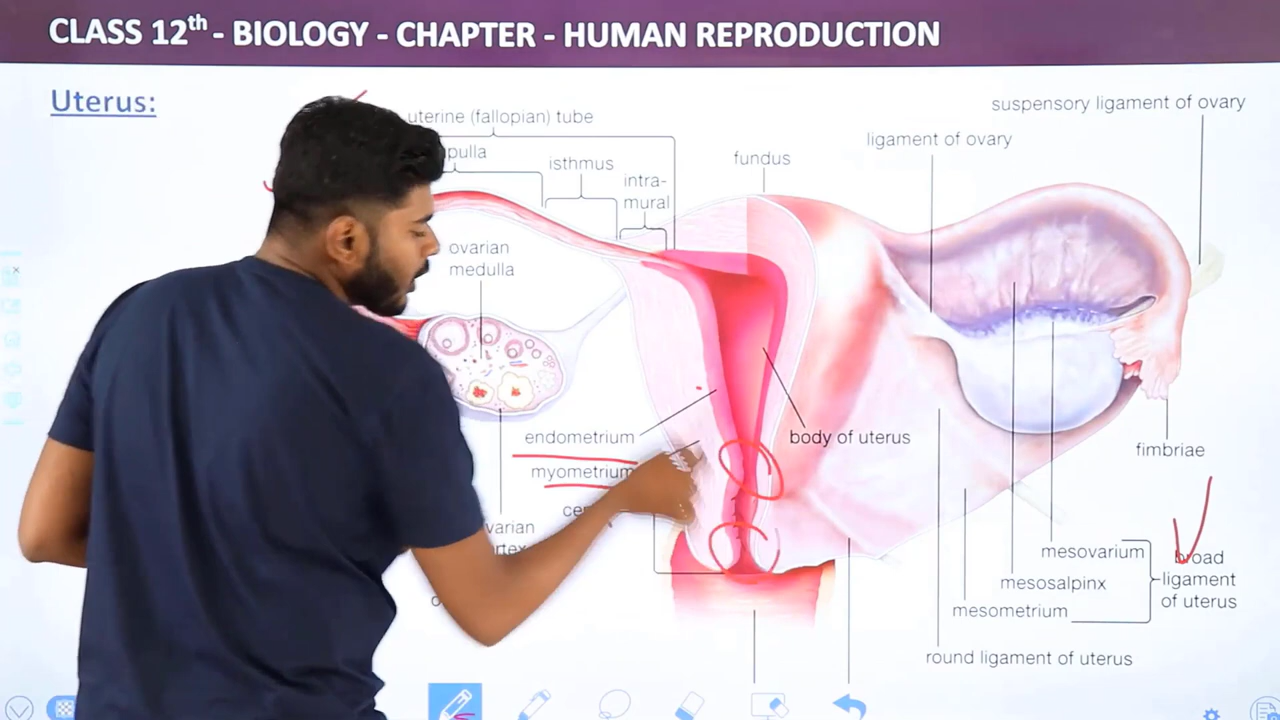 CLASS 12th - BIOLOGY - CHAPTER - HUMAN REPRODUCTION
Uterus:
suspensory ligament of ovary
uterine (fallopian) tube
ligament of ovary
isthmus
fundus
intra-
mural
ovarian
medulla
endometrium
body of uterus
fimbriae
myometrium
mesovarium
broad
ligament
of uterus
mesosalpinx
mesometrium
round ligament of uterus